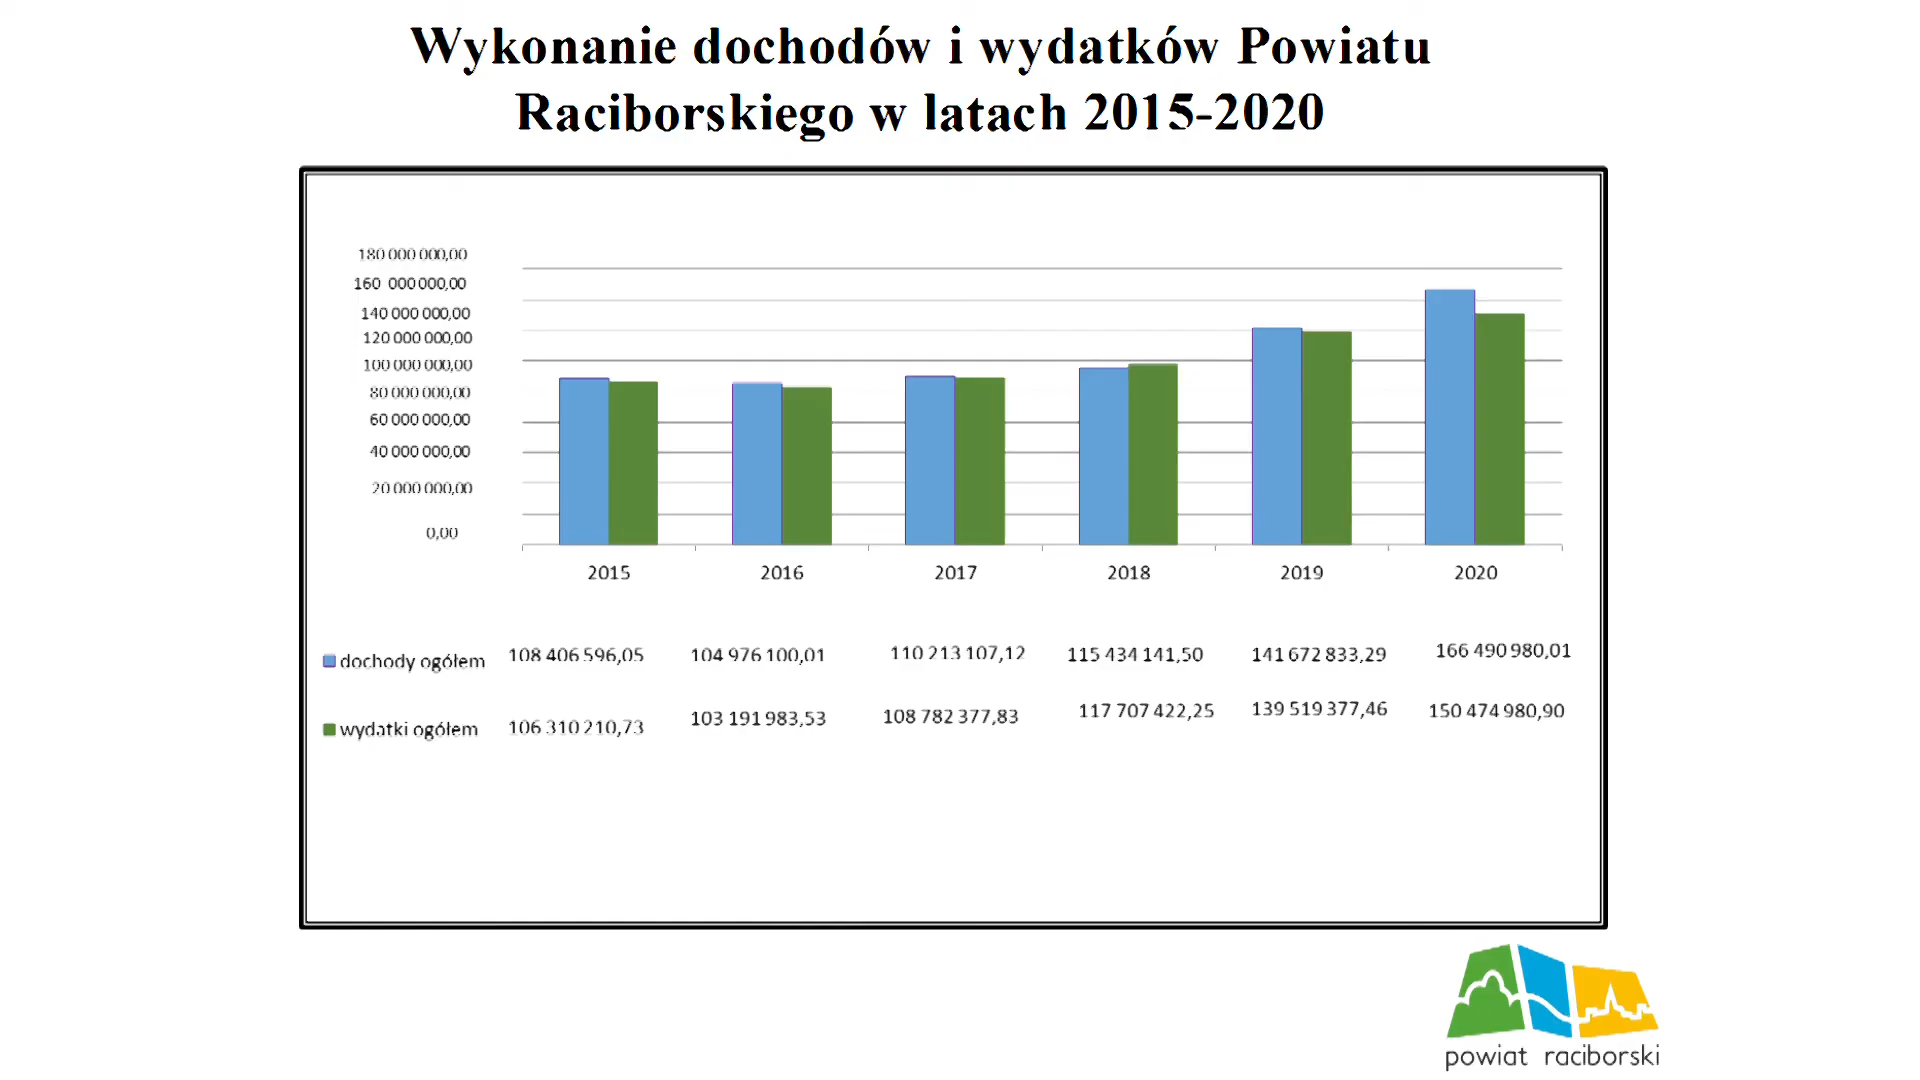 Wykonanie dochodów i wydatków Powiatu
Raciborskiego w latach 2015-2020
180 000 000,00
160 000 000,00
140 000 000,00
120 000 000,00
100 000 000,00
80 000 000,00
60 000 000,00
40 000 000,00
20 000 000,00
0,00
2015 2016 2017 2018 2019 2020
dochody ogółem 108 406 596,05 104 976 100,01 110 213 107,12 115 434 141,50 141 672 833,29 166 490 980,01
wydatki ogółem 106 310 210,73 103 191 983,53 108 782 377,83 117 707 422,25 139 519 377,46 150 474 980,90
powiat raciborski